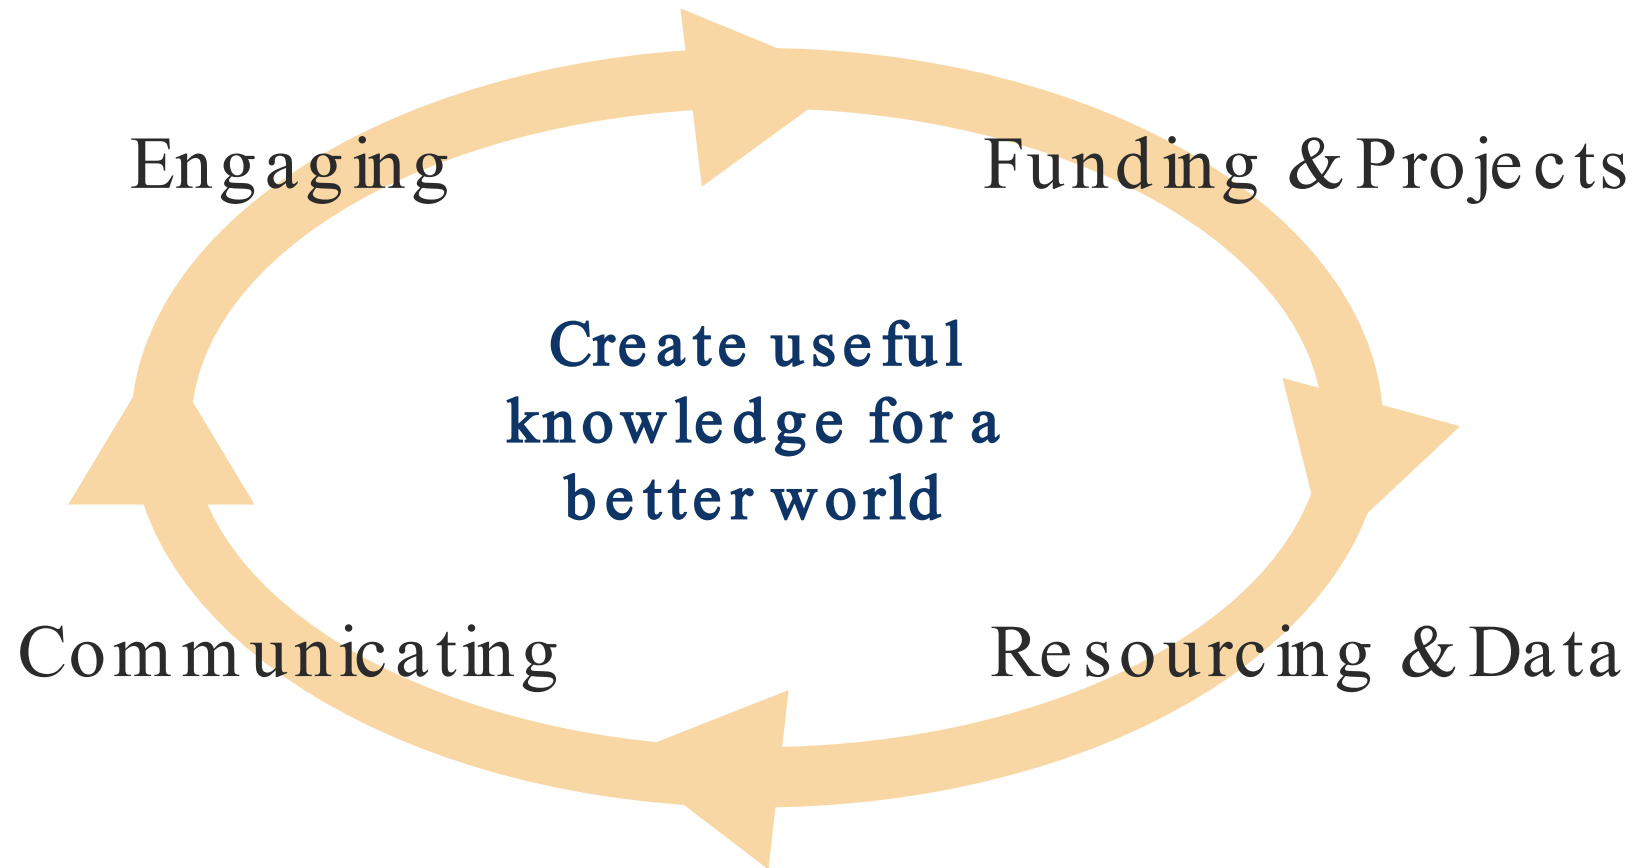 Engaging
Funding & Projects
Create useful
knowledge for a
better world
Communicating
Resourcing & Data